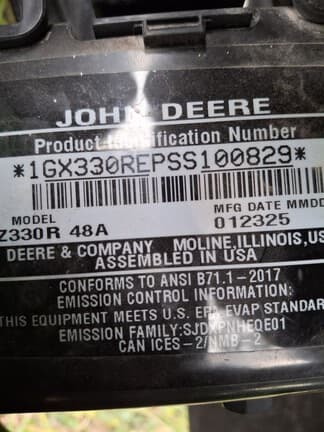 JOHN DEERE
Product Identification Number
*1GX330REPSS100829*
MODEL MFG DATE MMDD
Z330R 48A 012325
DEERE & COMPANY MOLINE, ILLINOIS, US
ASSEMBLED IN USA
CONFORMS TO ANSI B71.1-2017
EMISSION CONTROL INFORMATION:
THIS EQUIPMENT MEETS U.S. EPA EVAP STANDAR
EMISSION FAMILY:
CAN ICES-2/NMB-2